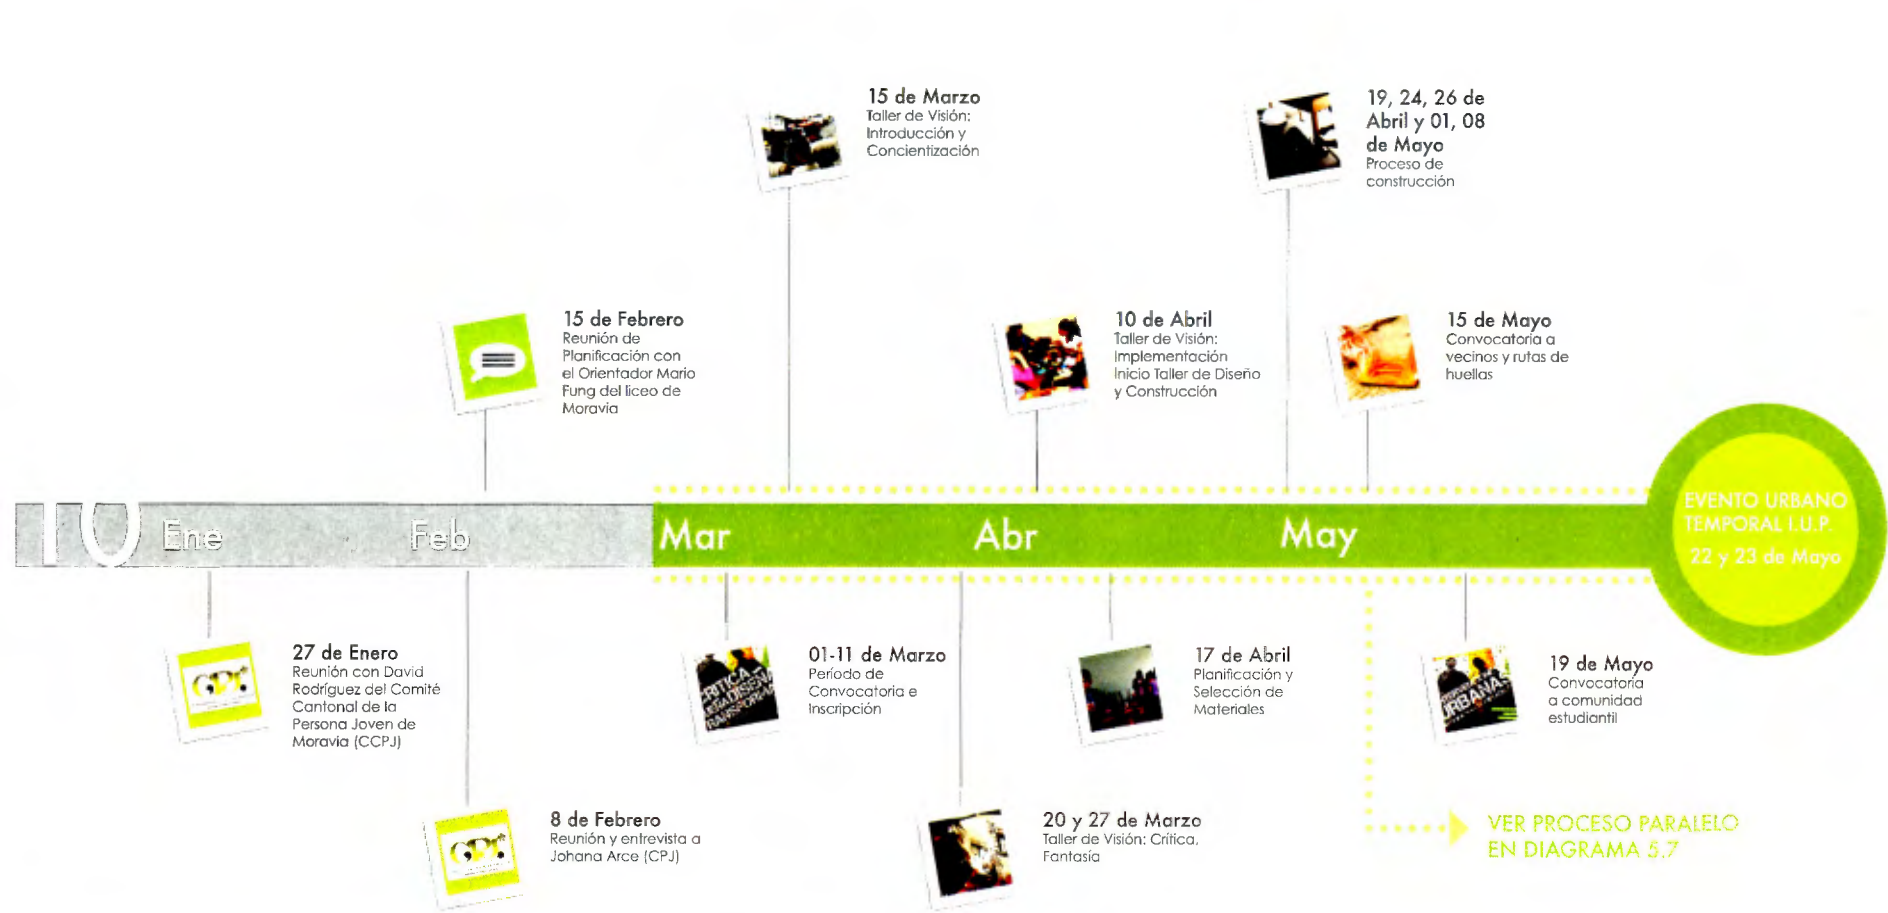 15 de Marzo
Taller de Visión:
Introducción y
Concientización
19, 24, 26 de
Abril y 01, 08
de Mayo
Proceso de
construcción
15 de Febrero
Reunión de
Planificación con
el Orientador Mario
Fung del liceo de
Moravia
10 de Abril
Taller de Visión:
Implementación
Inicio Taller de Diseño
y Construcción
15 de Mayo
Convocatoria a
vecinos y rutas de
huellas
10
Ene
Feb
Mar
Abr
May
EVENTO URBANO
TEMPORAL I.U.P.
22 y 23 de Mayo
27 de Enero
Reunión con David
Rodríguez del Comité
Cantonal de la
Persona Joven de
Moravia (CCPJ)
01-11 de Marzo
Período de
Convocatoria e
Inscripción
CRITICA
TRANSFORMA
17 de Abril
Planificación y
Selección de
Materiales
URBANAS
19 de Mayo
Convocatoria
a comunidad
estudiantil
8 de Febrero
Reunión y entrevista a
Johana Arce (CPJ)
20 y 27 de Marzo
Taller de Visión: Crítica,
Fantasía
VER PROCESO PARALELO
EN DIAGRAMA 5.7